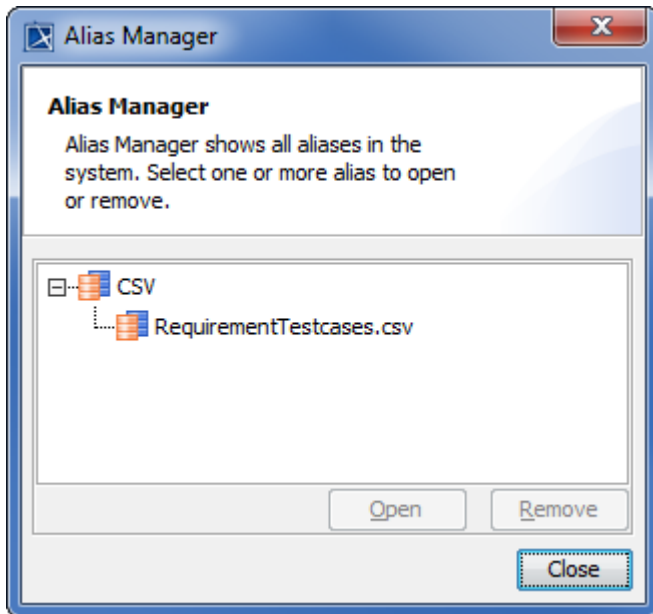 Alias Manager
Alias Manager
Alias Manager shows all aliases in the
system. Select one or more alias to open
or remove.
CSV
RequirementTestcases.csv
Open Remove
Close